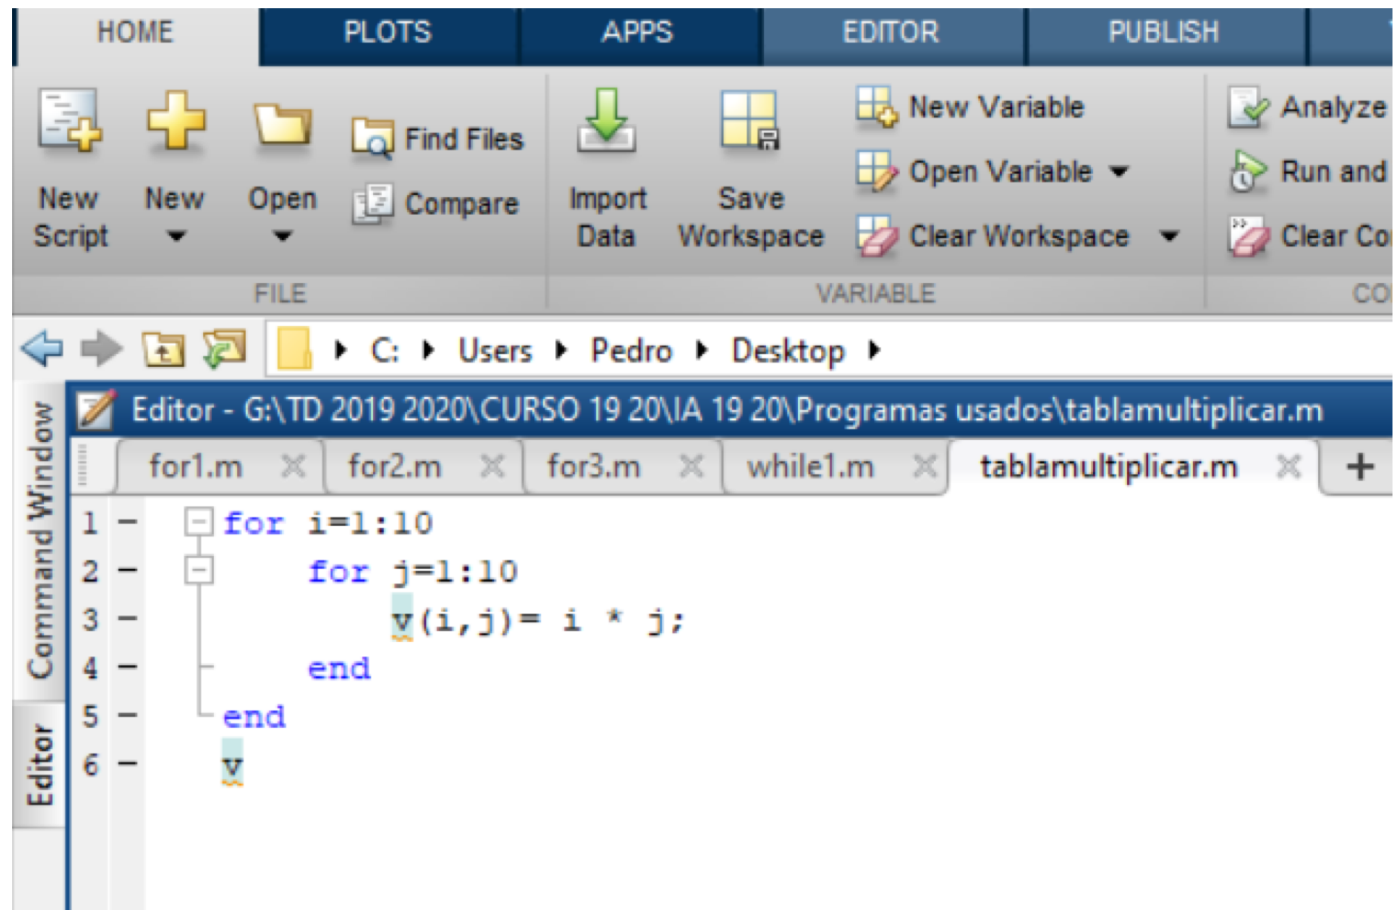 HOME PLOTS APPS EDITOR PUBLISH
New Script
New
Open
Find Files
Compare
Import Data
Save Workspace
New Variable
Open Variable
Clear Workspace
Analyze
Run and
Clear Co
FILE VARIABLE CO
C: Users Pedro Desktop
Command Window
Editor
Editor - G:\TD 2019 2020\CURSO 19 20\IA 19 20\Programas usados\tablamultiplicar.m
for1.m for2.m for3.m while1.m tablamultiplicar.m +
1 - for i=1:10
2 - for j=1:10
3 - v(i,j)= i * j;
4 - end
5 - end
6 - v